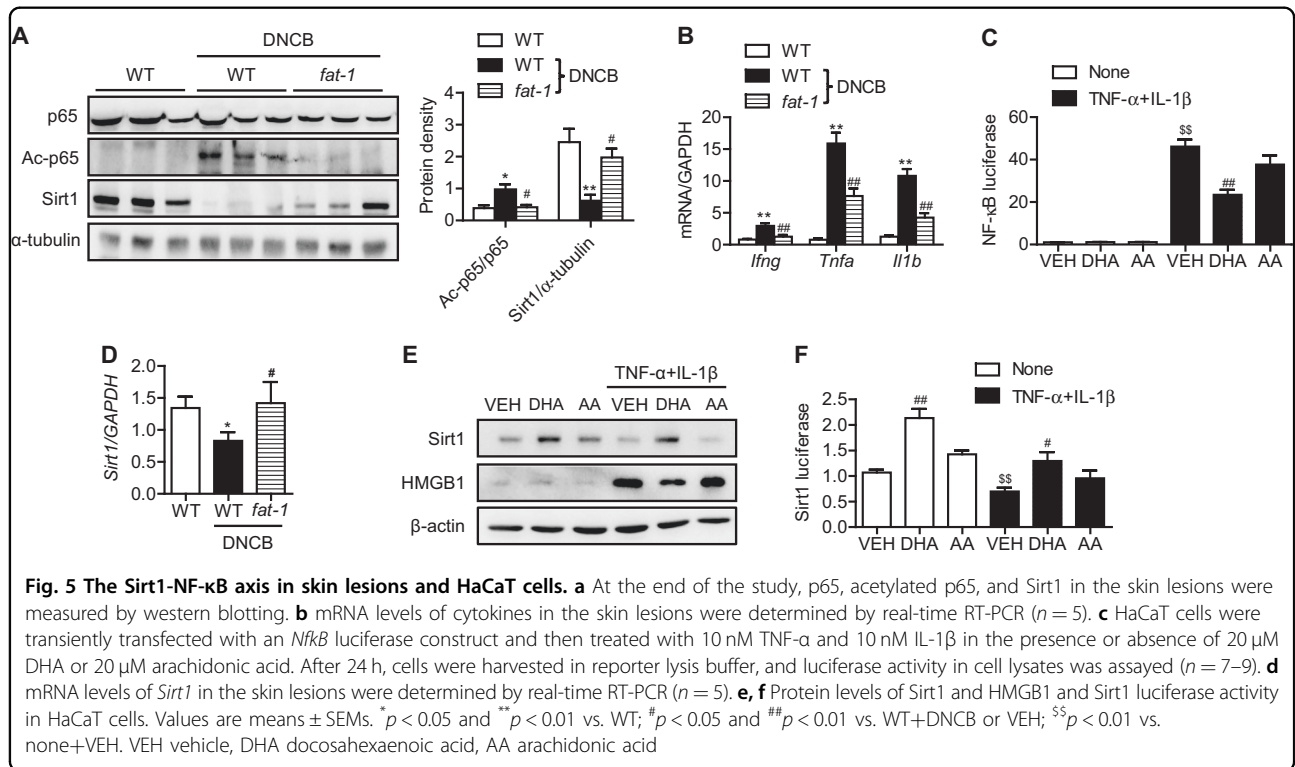 A
DNCB
WT WT fat-1
p65
Ac-p65
Sirt1
α-tubulin
WT
WT
fat-1
DNCB
Protein density
6
4
2
0
* # ** #
Ac-p65/p65
Sirt1/α-tubulin
B
WT
WT
fat-1
DNCB
mRNA/GAPDH
20
15
10
5
0
** ## ** ## ** ##
Ifng Tnfa Il1b
C
None
TNF-α+IL-1β
NF-κB luciferase
60
40
20
0
$$ ##
VEH DHA AA VEH DHA AA
D
Sirt1/GAPDH
2.0
1.5
1.0
0.5
0.0
* #
WT WT fat-1
DNCB
E
TNF-α+IL-1β
VEH DHA AA VEH DHA AA
Sirt1
HMGB1
β-actin
F
None
TNF-α+IL-1β
Sirt1 luciferase
2.5
2.0
1.5
1.0
0.5
0.0
## $$ #
VEH DHA AA VEH DHA AA
Fig. 5 The Sirt1-NF-κB axis in skin lesions and HaCaT cells. a At the end of the study, p65, acetylated p65, and Sirt1 in the skin lesions were
measured by western blotting. b mRNA levels of cytokines in the skin lesions were determined by real-time RT-PCR (n = 5). c HaCaT cells were
transiently transfected with an NfkB luciferase construct and then treated with 10 nM TNF-α and 10 nM IL-1β in the presence or absence of 20 μM
DHA or 20 μM arachidonic acid. After 24 h, cells were harvested in reporter lysis buffer, and luciferase activity in cell lysates was assayed (n = 7–9). d
mRNA levels of Sirt1 in the skin lesions were determined by real-time RT-PCR (n = 5). e, f Protein levels of Sirt1 and HMGB1 and Sirt1 luciferase activity
in HaCaT cells. Values are means ± SEMs. *p < 0.05 and **p < 0.01 vs. WT; #p < 0.05 and ##p < 0.01 vs. WT+DNCB or VEH; $$p < 0.01 vs.
none+VEH. VEH vehicle, DHA docosahexaenoic acid, AA arachidonic acid